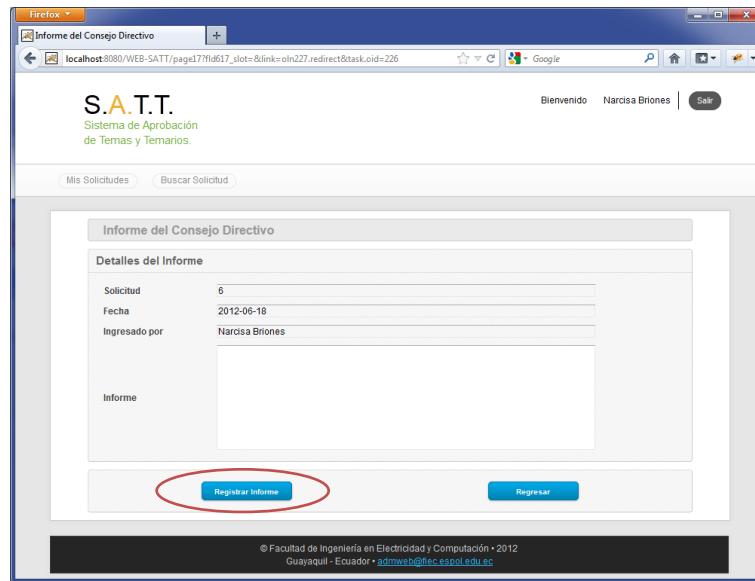 Firefox
Informe del Consejo Directivo
localhost:8080/WEB-SATT/page17?fld617_slot=&link=oln227.redirect&task.oid=226
Google
S.A.T.T.
Sistema de Aprobación
de Temas y Temarios.
Bienvenido Narcisa Briones Salir
Mis Solicitudes Buscar Solicitud
Informe del Consejo Directivo
Detalles del Informe
Solicitud 6
Fecha 2012-06-18
Ingresado por Narcisa Briones
Informe
Registrar Informe Regresar
© Facultad de Ingeniería en Electricidad y Computación • 2012
Guayaquil - Ecuador • admweb@fiec.espol.edu.ec